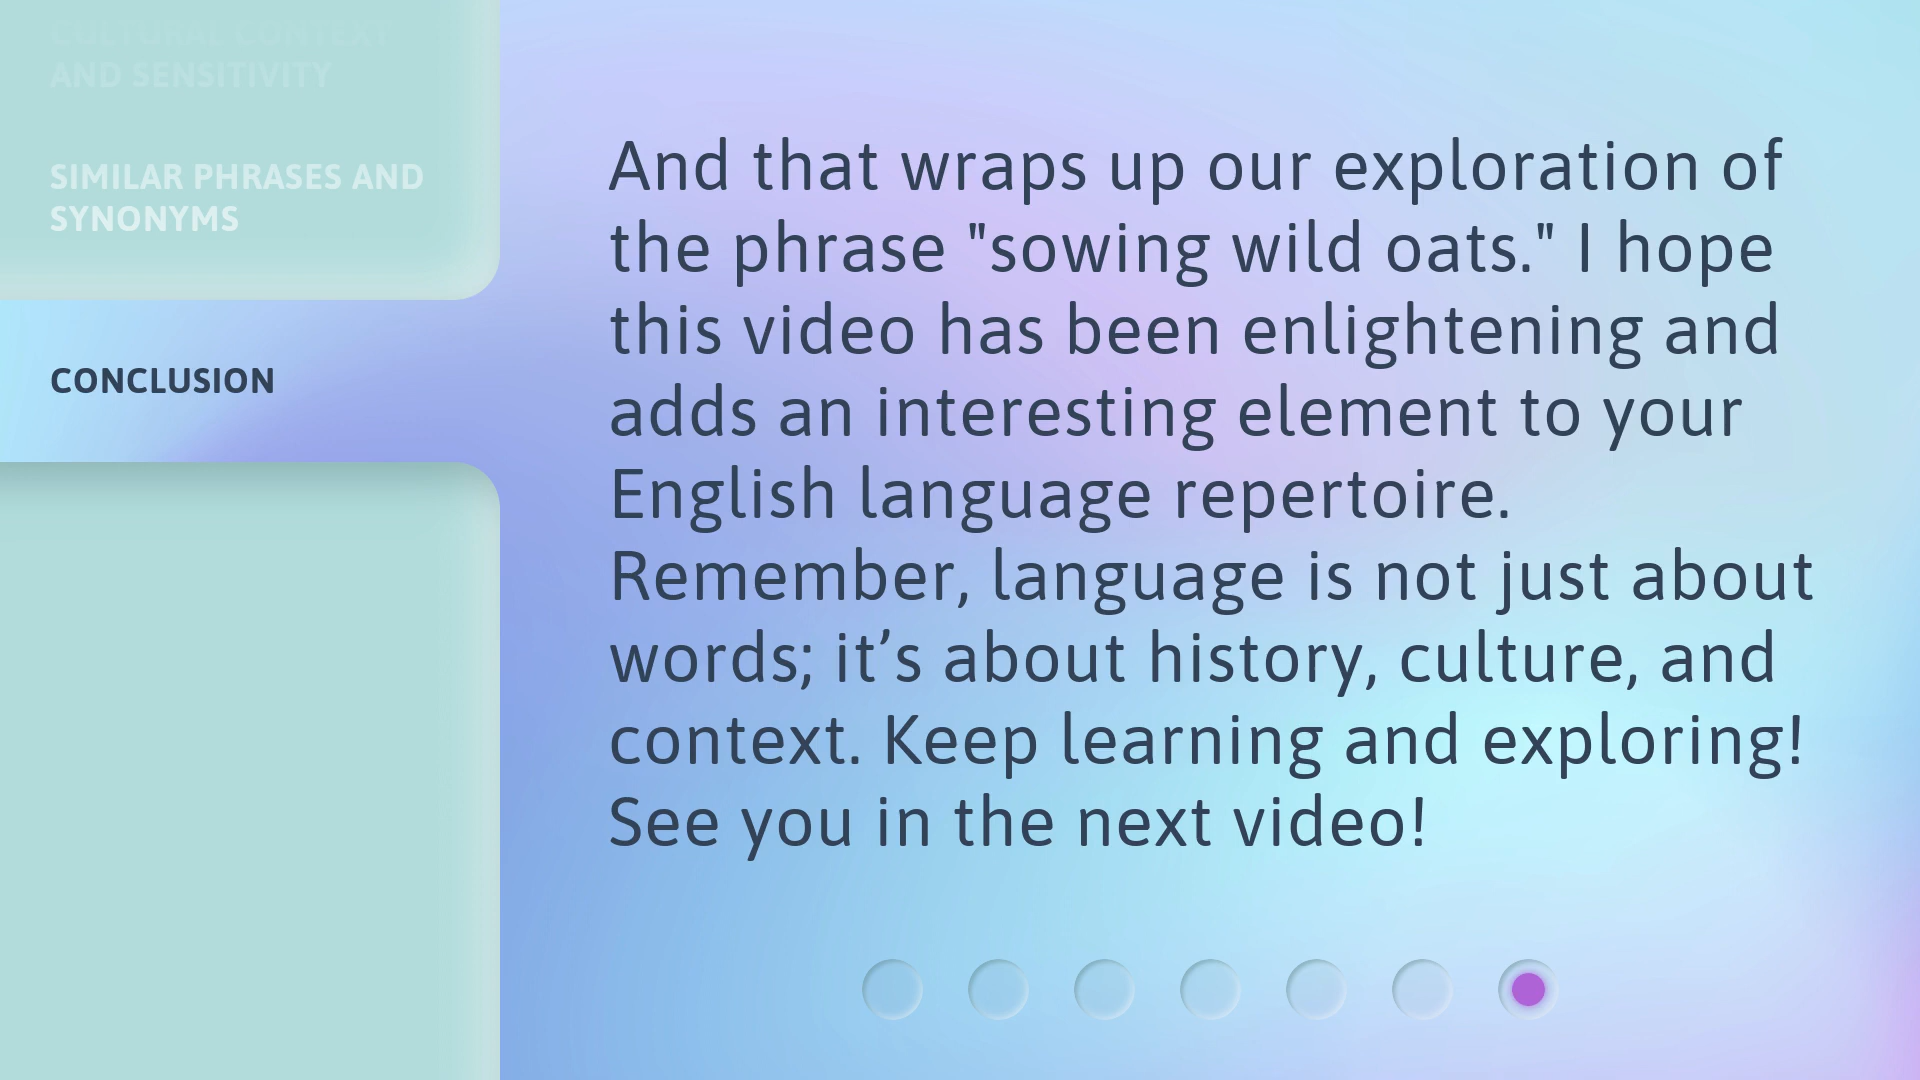 CULTURAL CONTEXT
AND SENSITIVITY
SIMILAR PHRASES AND
SYNONYMS
CONCLUSION
And that wraps up our exploration of
the phrase "sowing wild oats." I hope
this video has been enlightening and
adds an interesting element to your
English language repertoire.
Remember, language is not just about
words; it’s about history, culture, and
context. Keep learning and exploring!
See you in the next video!